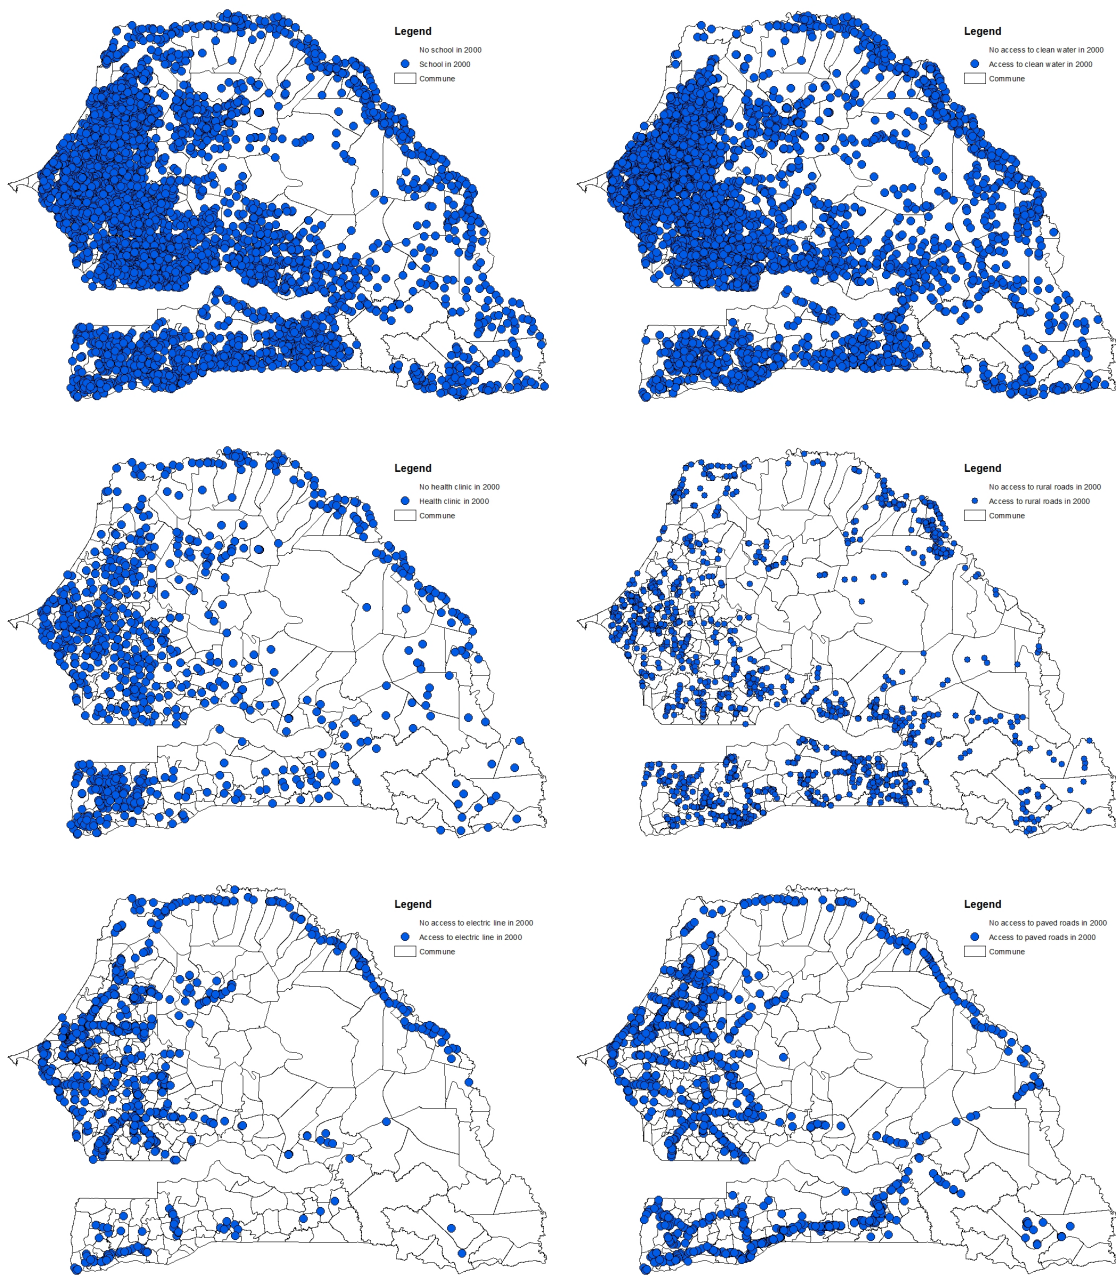 Legend
No school in 2000
School in 2000
Commune
Legend
No access to clean water in 2000
Access to clean water in 2000
Commune
Legend
No health clinic in 2000
Health clinic in 2000
Commune
Legend
No access to rural roads in 2000
Access to rural roads in 2000
Commune
Legend
No access to electric line in 2000
Access to electric line in 2000
Commune
Legend
No access to paved roads in 2000
Access to paved roads in 2000
Commune